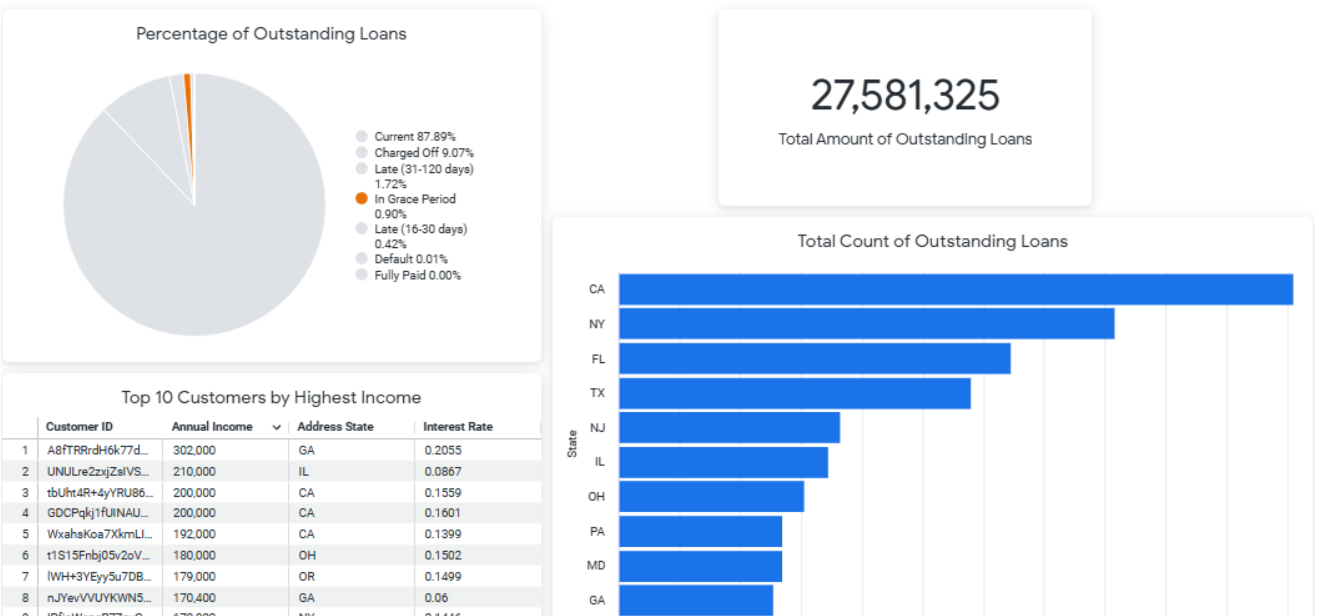 Percentage of Outstanding Loans
Current 87.89%
Charged Off 9.07%
Late (31-120 days)
1.72%
In Grace Period
0.90%
Late (16-30 days)
0.42%
Default 0.01%
Fully Paid 0.00%
27,581,325
Total Amount of Outstanding Loans
Top 10 Customers by Highest Income
Customer ID Annual Income Address State Interest Rate
1 A8fTRRrdH6k77d... 302,000 GA 0.2055
2 UNULre2zxjZsIVS... 210,000 IL 0.0867
3 tbUht4R+4yYRU86... 200,000 CA 0.1559
4 GDCPqkj1fUINAU... 200,000 CA 0.1601
5 WxahsKoa7XkmLI... 192,000 CA 0.1399
6 t1S15Fnbj05v2oV... 180,000 OH 0.1502
7 lWH+3YEyy5u7DB... 179,000 OR 0.1499
8 nJYevVVUYKWN5... 170,400 GA 0.06
Total Count of Outstanding Loans
State
CA
NY
FL
TX
NJ
IL
OH
PA
MD
GA